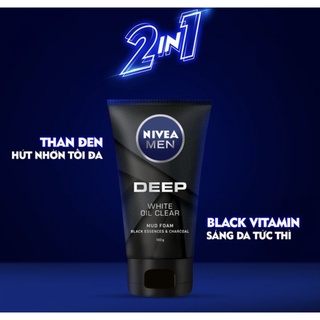 2IN1
THAN ĐEN
HÚT NHỜN TỐI ĐA
NIVEA
MEN
DEEP
WHITE
OIL CLEAR
MUD FOAM
BLACK ESSENCES & CHARCOAL
100g
BLACK VITAMIN
SÁNG DA TỨC THÌ